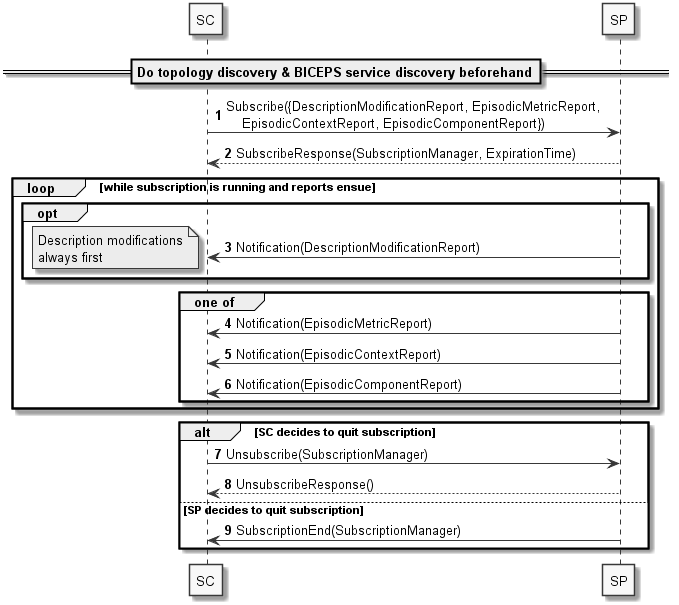 SC SP
Do topology discovery & BICEPS service discovery beforehand
1 Subscribe({DescriptionModificationReport, EpisodicMetricReport,
EpisodicContextReport, EpisodicComponentReport})
2 SubscribeResponse(SubscriptionManager, ExpirationTime)
loop [while subscription is running and reports ensue]
opt
Description modifications
always first
3 Notification(DescriptionModificationReport)
one of
4 Notification(EpisodicMetricReport)
5 Notification(EpisodicContextReport)
6 Notification(EpisodicComponentReport)
alt [SC decides to quit subscription]
7 Unsubscribe(SubscriptionManager)
8 UnsubscribeResponse()
[SP decides to quit subscription]
9 SubscriptionEnd(SubscriptionManager)
SC SP